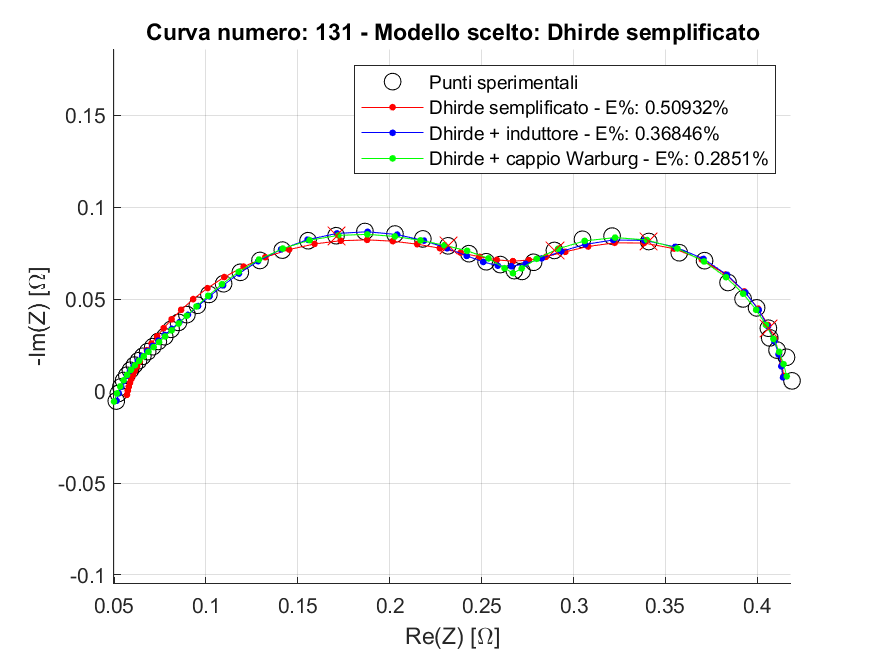 Curva numero: 131 - Modello scelto: Dhirde semplificato
Punti sperimentali
Dhirde semplificato - E%: 0.50932%
Dhirde + induttore - E%: 0.36846%
Dhirde + cappio Warburg - E%: 0.2851%
-Im(Z) [Ω]
0.15
0.1
0.05
0
-0.05
-0.1
0.05 0.1 0.15 0.2 0.25 0.3 0.35 0.4
Re(Z) [Ω]